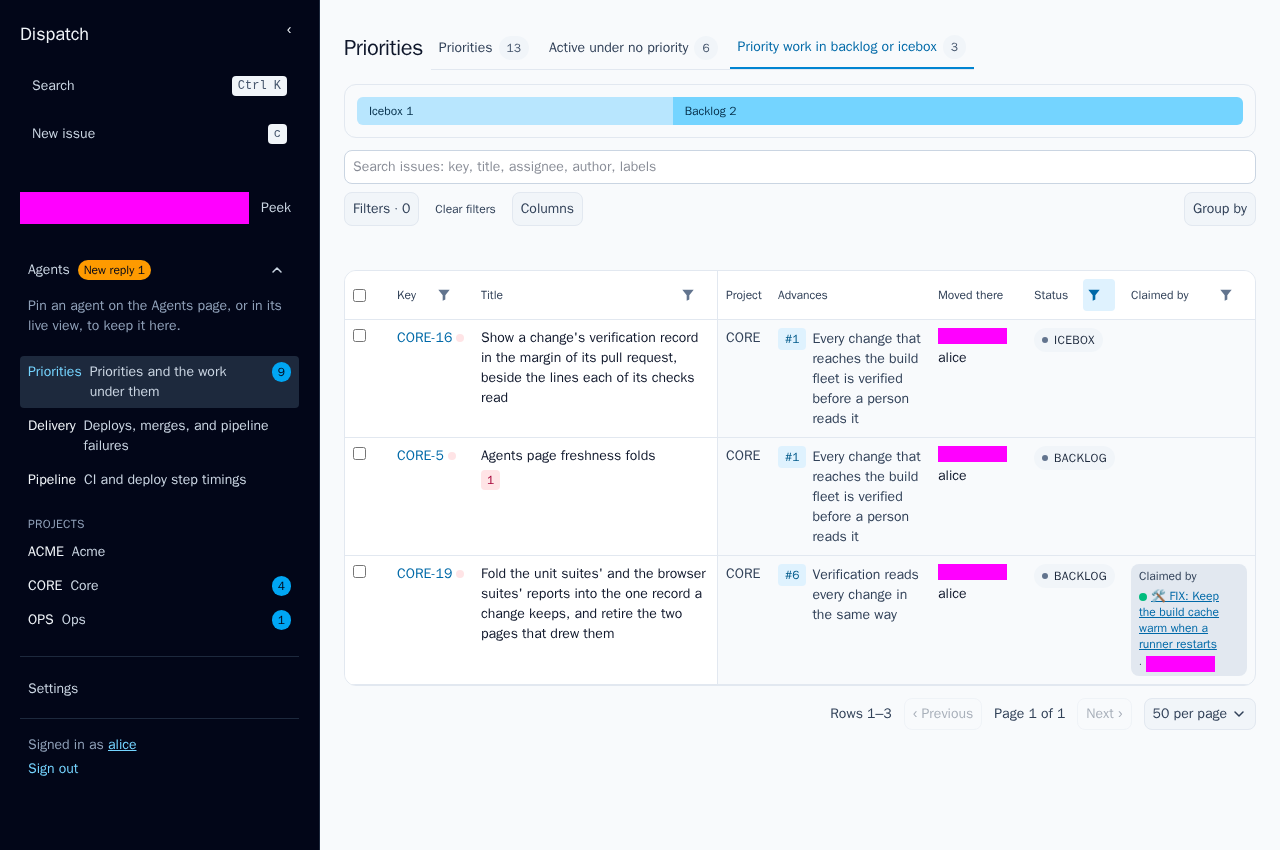 Dispatch
‹
Search
Ctrl K
New issue
C
Peek
Agents
New reply 1
Pin an agent on the Agents page, or in its
live view, to keep it here.
Priorities
Priorities and the work
under them
9
Delivery
Deploys, merges, and pipeline
failures
Pipeline
CI and deploy step timings
PROJECTS
ACME
Acme
CORE
Core
4
OPS
Ops
1
Settings
Signed in as alice
Sign out
Priorities
Priorities
13
Active under no priority
6
Priority work in backlog or icebox
3
Icebox 1
Backlog 2
Search issues: key, title, assignee, author, labels
Filters · 0
Clear filters
Columns
Group by
Key
Title
Project
Advances
Moved there
Status
Claimed by
CORE-16
Show a change's verification record
in the margin of its pull request,
beside the lines each of its checks
read
CORE
#1
Every change that
reaches the build
fleet is verified
before a person
reads it
alice
ICEBOX
CORE-5
Agents page freshness folds
1
CORE
#1
Every change that
reaches the build
fleet is verified
before a person
reads it
alice
BACKLOG
CORE-19
Fold the unit suites' and the browser
suites' reports into the one record a
change keeps, and retire the two
pages that drew them
CORE
#6
Verification reads
every change in
the same way
alice
BACKLOG
Claimed by
🛠️ FIX: Keep
the build cache
warm when a
runner restarts
·
Rows 1–3
‹ Previous
Page 1 of 1
Next ›
50 per page